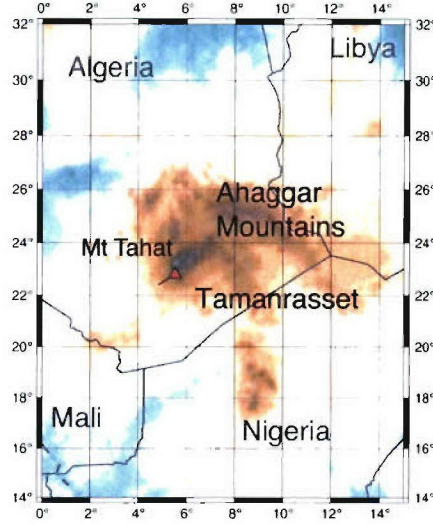 0° 2° 4° 6° 8° 10° 12° 14°
32° 32°
Algeria
Libya
30° 30°
28° 28°
26° 26°
Ahaggar
Mountains
24° 24°
Mt Tahat
22° 22°
Tamanrasset
20° 20°
18° 18°
Mali
Nigeria
16° 16°
14° 14°
0° 2° 4° 6° 8° 10° 12° 14°